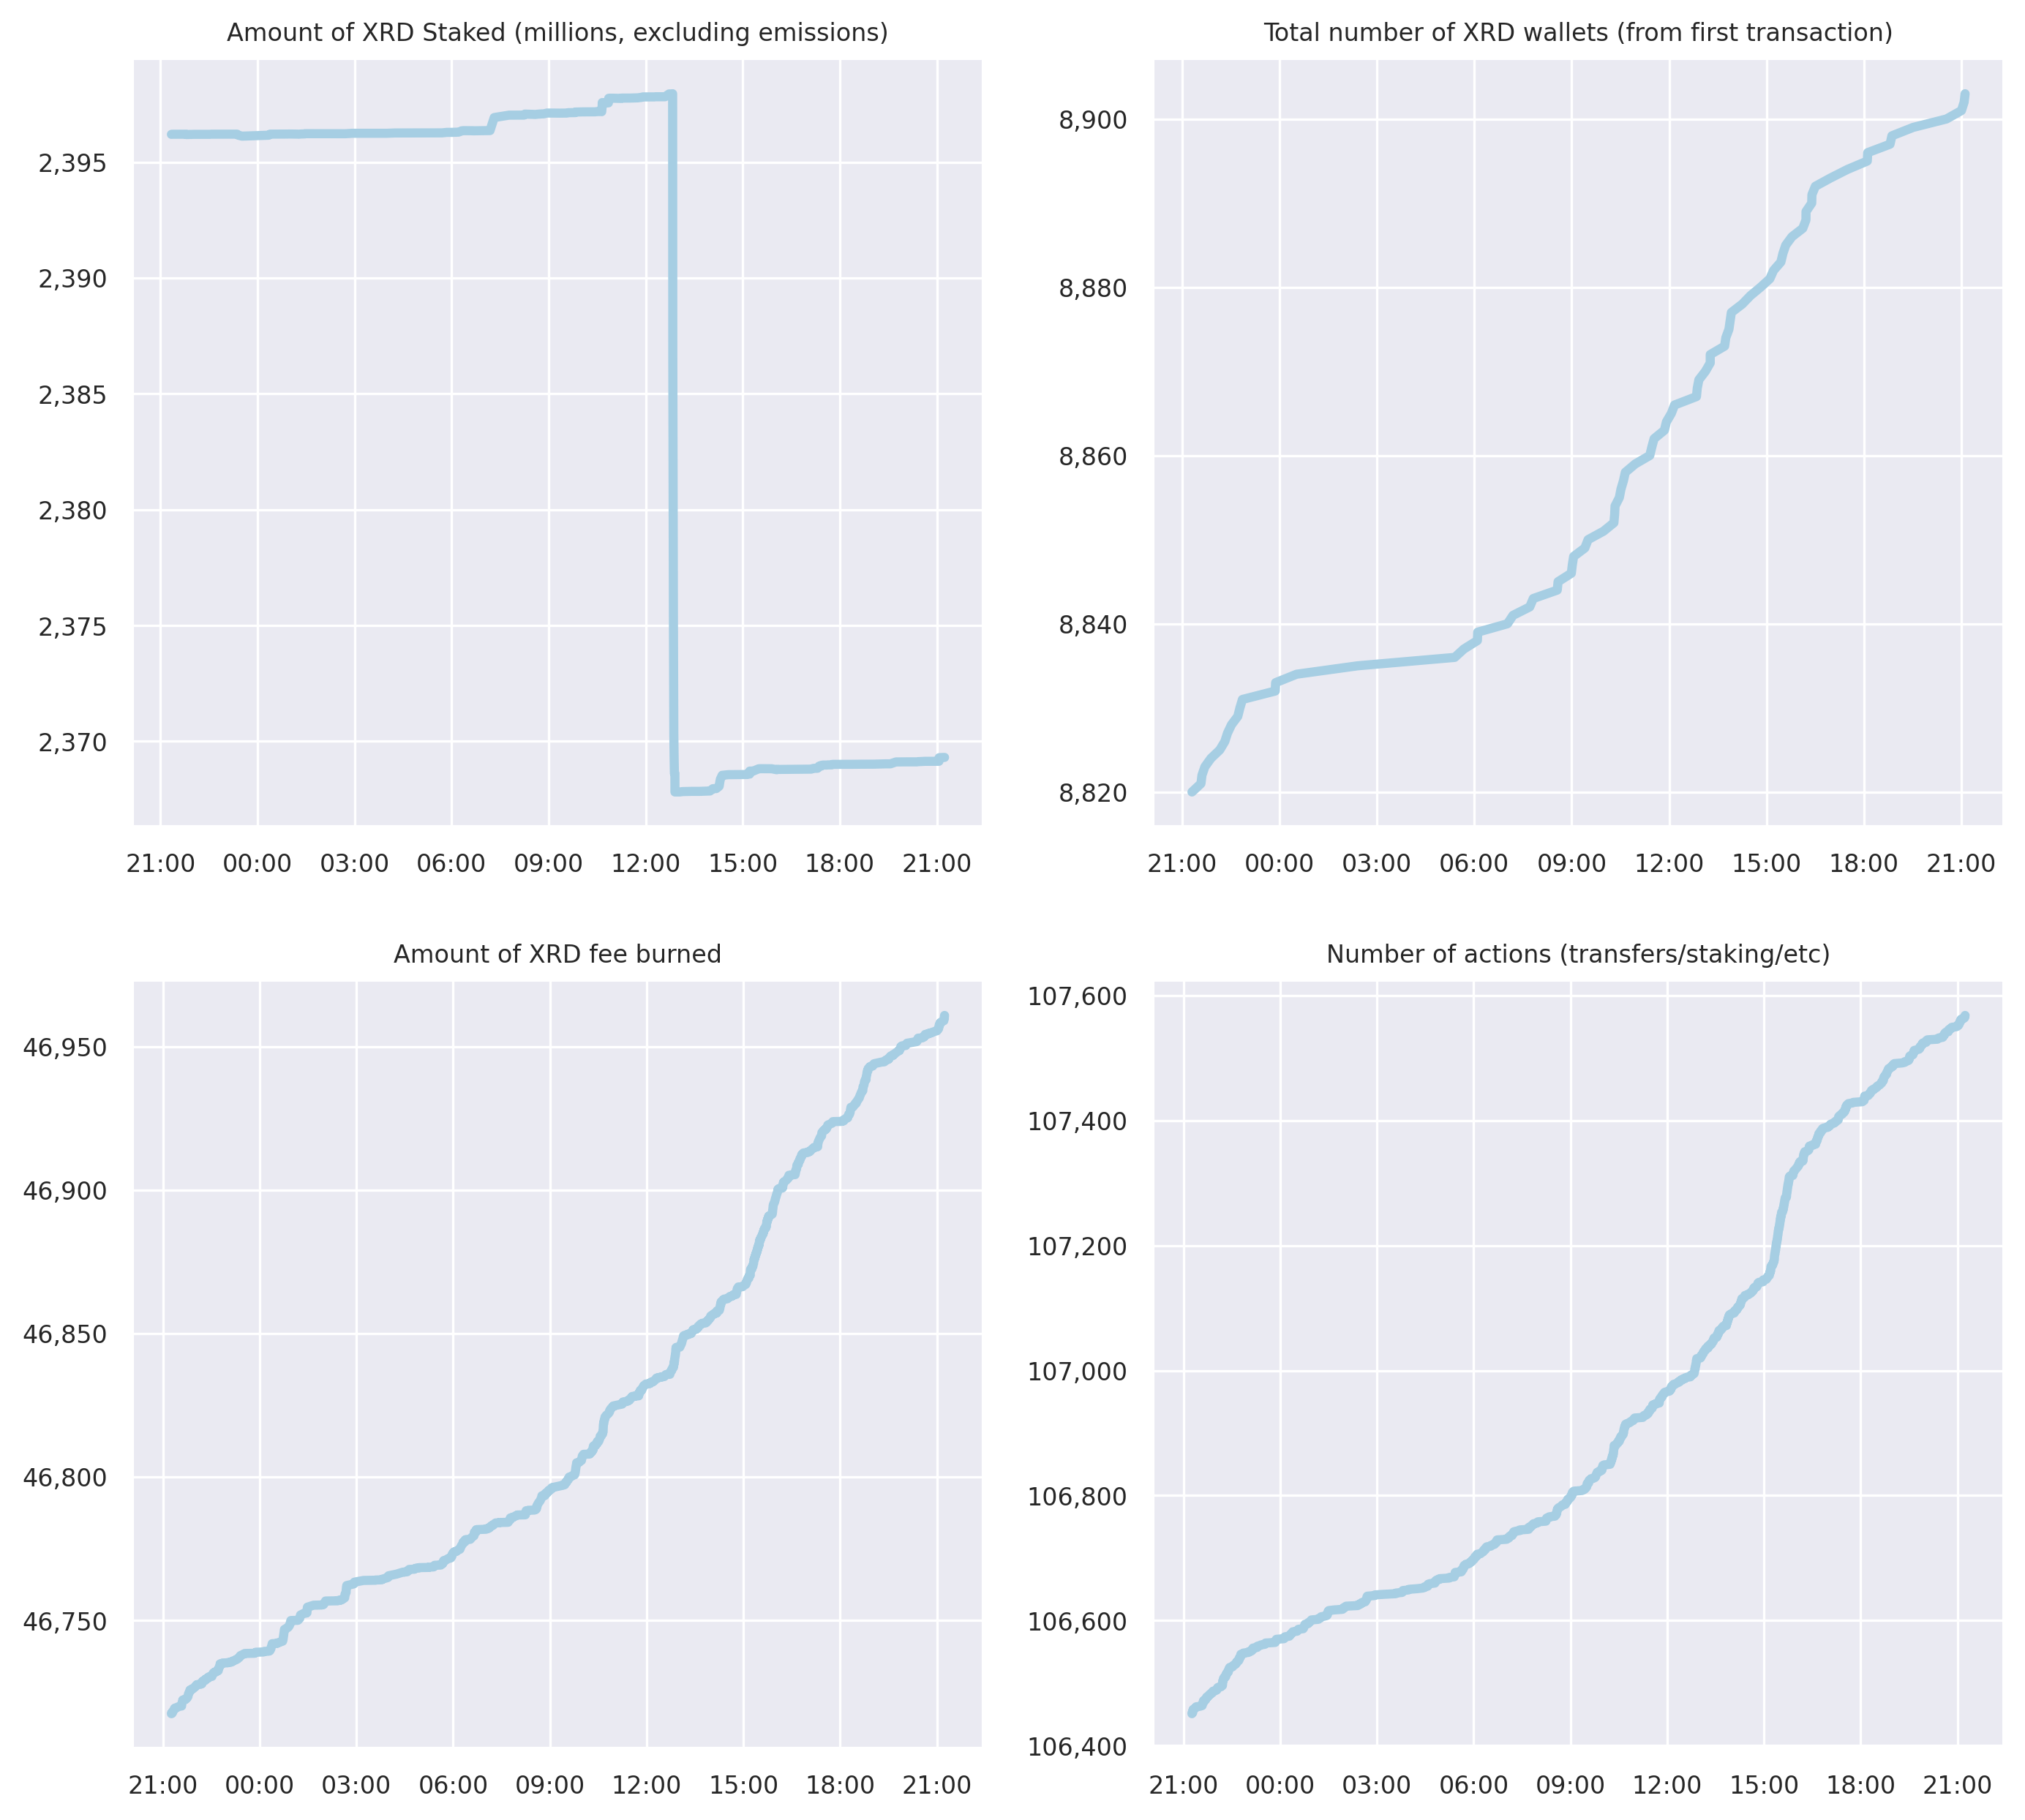 Amount of XRD Staked (millions, excluding emissions)
2,395
2,390
2,385
2,380
2,375
2,370
21:00 00:00 03:00 06:00 09:00 12:00 15:00 18:00 21:00
Total number of XRD wallets (from first transaction)
8,900
8,880
8,860
8,840
8,820
21:00 00:00 03:00 06:00 09:00 12:00 15:00 18:00 21:00
Amount of XRD fee burned
46,950
46,900
46,850
46,800
46,750
21:00 00:00 03:00 06:00 09:00 12:00 15:00 18:00 21:00
Number of actions (transfers/staking/etc)
107,600
107,400
107,200
107,000
106,800
106,600
106,400
21:00 00:00 03:00 06:00 09:00 12:00 15:00 18:00 21:00